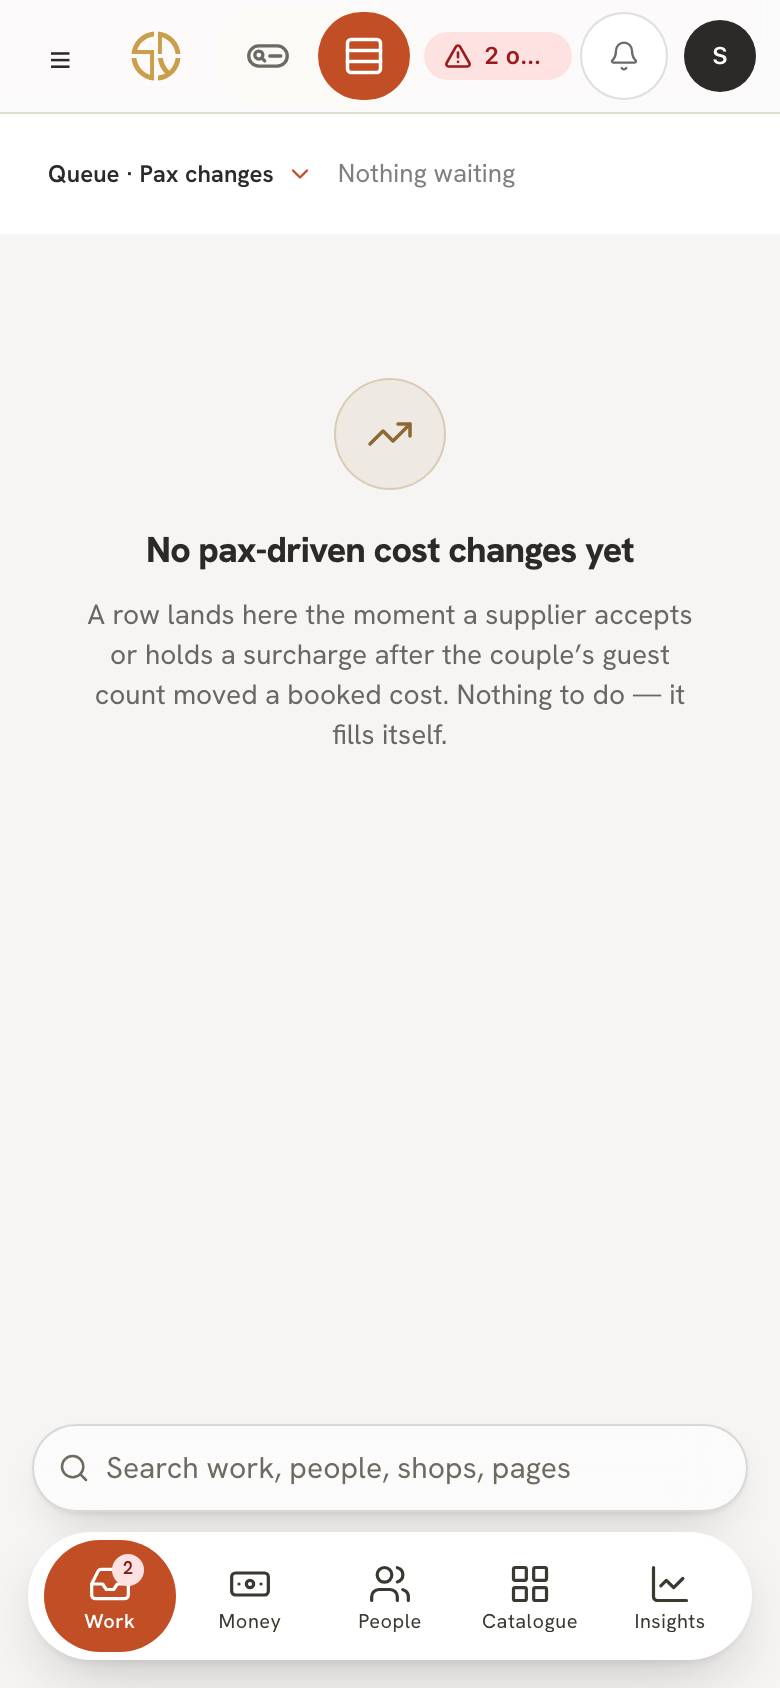 2 o...
S
Queue · Pax changes
Nothing waiting
No pax-driven cost changes yet
A row lands here the moment a supplier accepts
or holds a surcharge after the couple’s guest
count moved a booked cost. Nothing to do — it
fills itself.
Search work, people, shops, pages
2
Work
Money
People
Catalogue
Insights